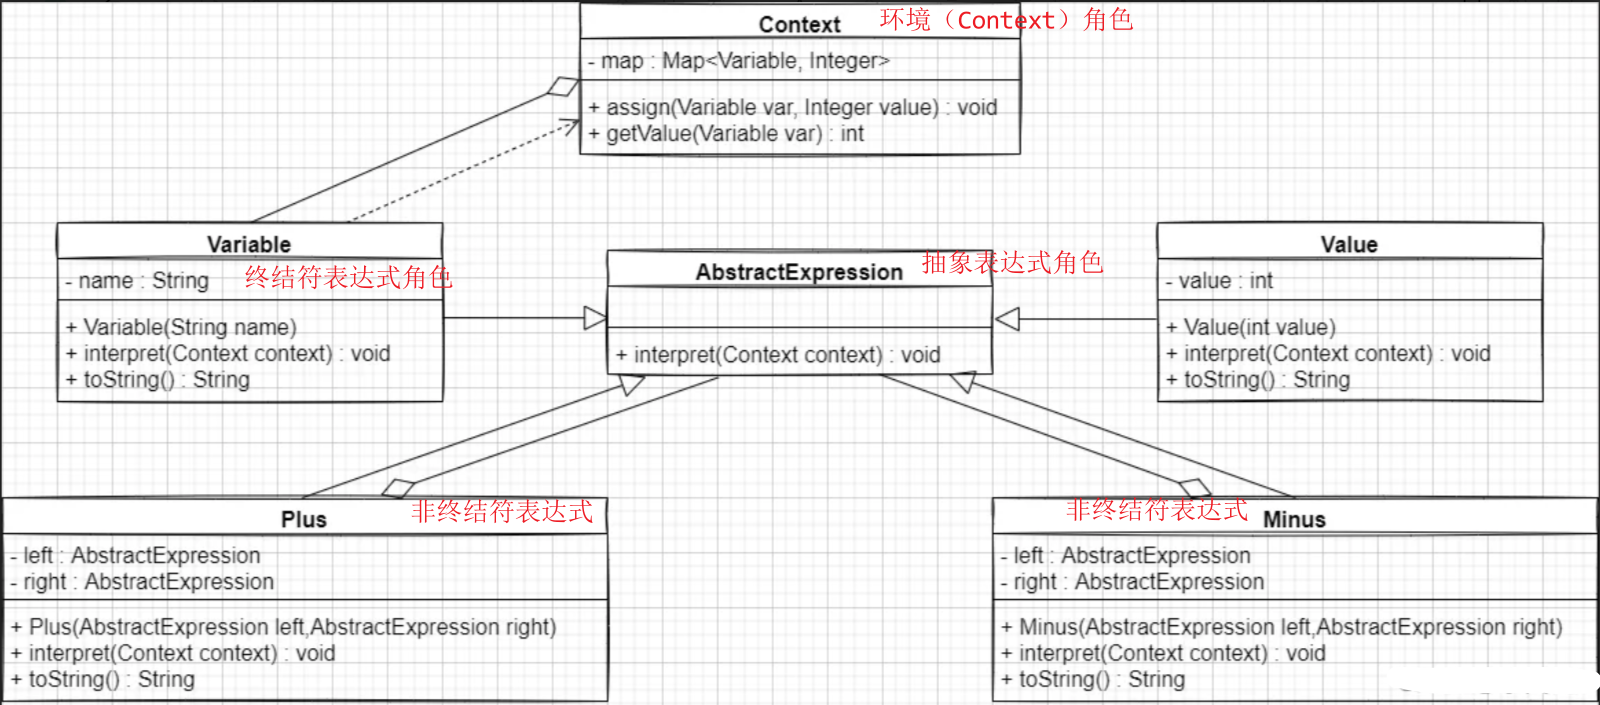 Context
环境（Context）角色
- map : Map<Variable, Integer>
+ assign(Variable var, Integer value) : void
+ getValue(Variable var) : int
Variable
- name : String
终结符表达式角色
+ Variable(String name)
+ interpret(Context context) : void
+ toString() : String
AbstractExpression
抽象表达式角色
+ interpret(Context context) : void
Value
- value : int
+ Value(int value)
+ interpret(Context context) : void
+ toString() : String
Plus
非终结符表达式
- left : AbstractExpression
- right : AbstractExpression
+ Plus(AbstractExpression left,AbstractExpression right)
+ interpret(Context context) : void
+ toString() : String
非终结符表达式
Minus
- left : AbstractExpression
- right : AbstractExpression
+ Minus(AbstractExpression left,AbstractExpression right)
+ interpret(Context context) : void
+ toString() : String